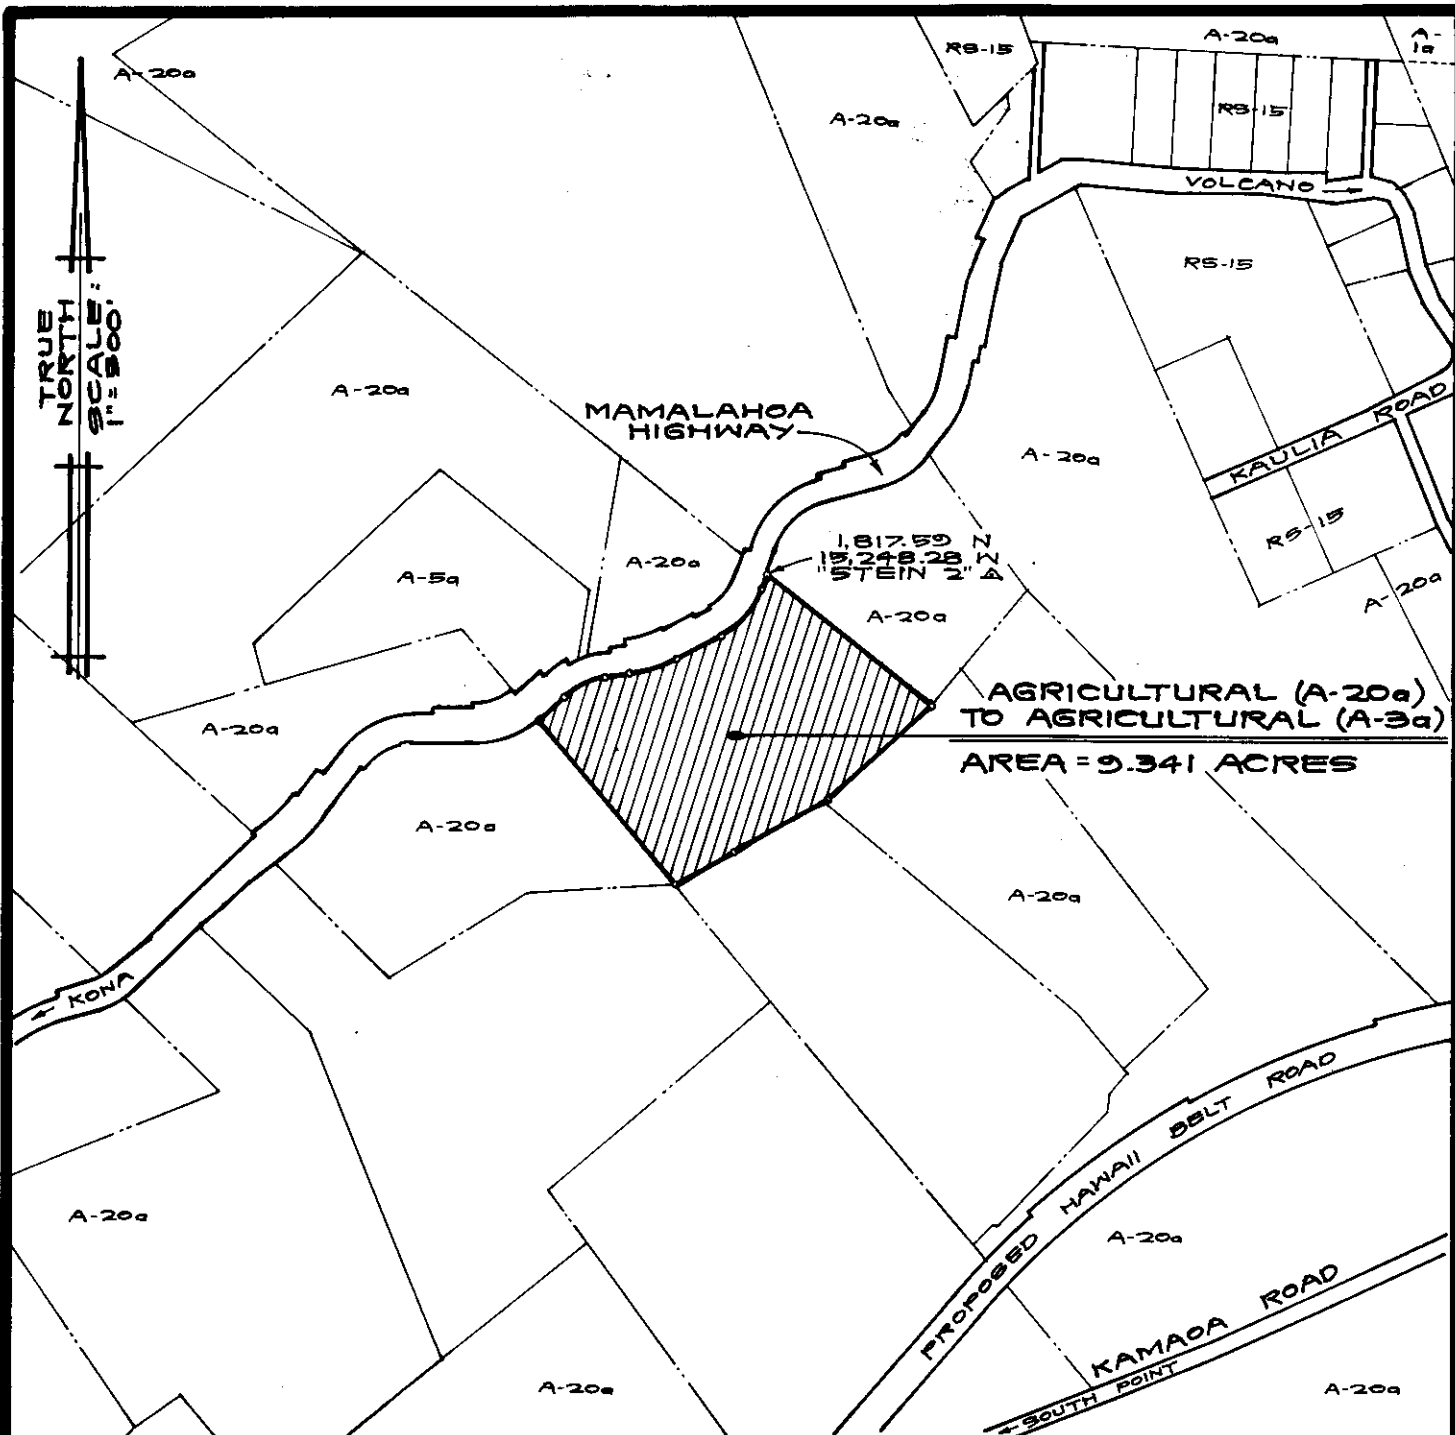 A-20a
RS-15
A-20a
A-
1a
A-20a
RS-15
VOLCANO
RS-15
TRUE
NORTH
SCALE:
1"=500'
A-20a
MAMALAHOA
HIGHWAY
A-20a
KAULIA ROAD
RS-15
1,817.59 N
15,248.28 W
"STEIN 2" △
A-20a
A-5a
A-20a
A-20a
AGRICULTURAL (A-20a)
TO AGRICULTURAL (A-3a)
A-20a
AREA = 9.341 ACRES
A-20a
A-20a
KONA
PROPOSED HAWAII BELT ROAD
A-20a
A-20a
KAMAOA ROAD
SOUTH POINT
A-20a
A-20a